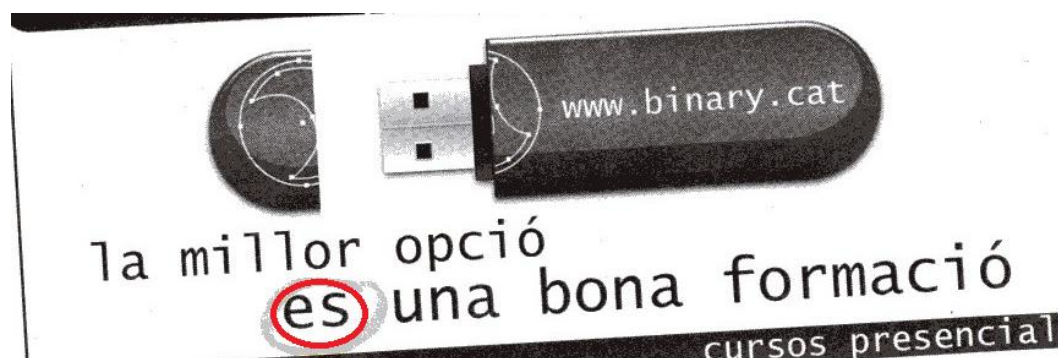 www.binary.cat
la millor opció
es una bona formació
cursos presencial